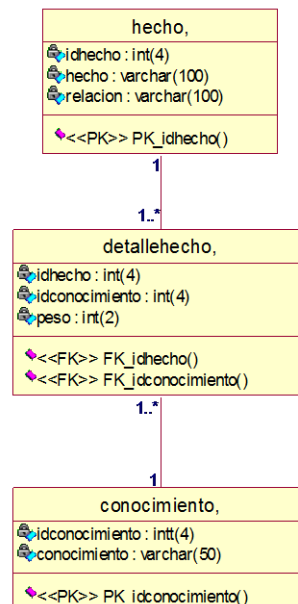 hecho,
idhecho : int(4)
hecho : varchar(100)
relacion : varchar(100)
<<PK>> PK_idhecho()
1
1..*
detallehecho,
idhecho : int(4)
idconocimiento : int(4)
peso : int(2)
<<FK>> FK_idhecho()
<<FK>> FK_idconocimiento()
1..*
1
conocimiento,
idconocimiento : intt(4)
conocimiento : varchar(50)
<<PK>> PK_idconocimiento()